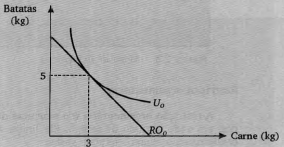 Batatas
(kg)
5
U₀
RO₀
Carne (kg)
3